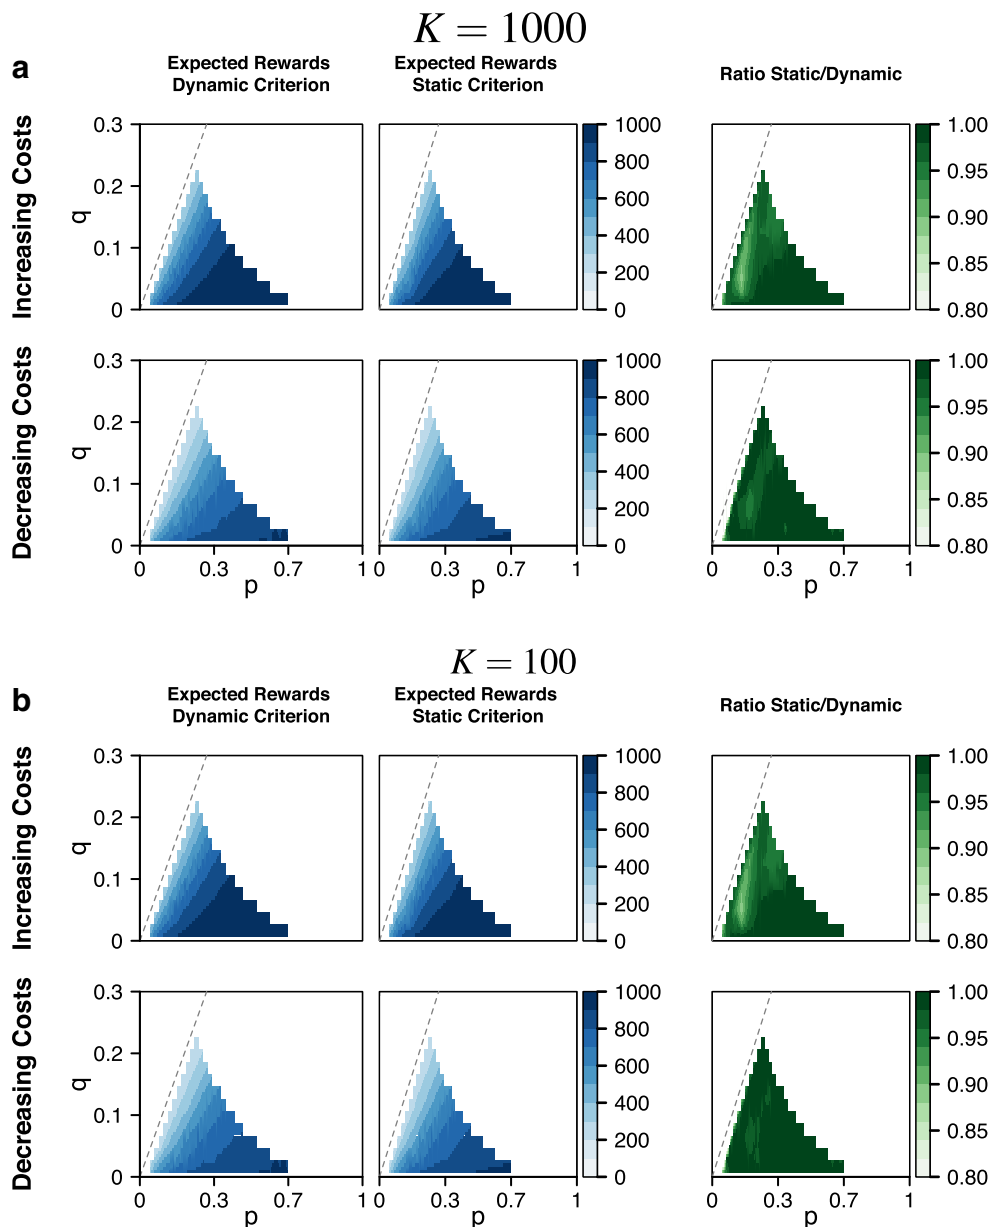 K = 1000
a
Expected Rewards
Dynamic Criterion
Expected Rewards
Static Criterion
Ratio Static/Dynamic
Increasing Costs
q
0.3
0.2
0.1
0
1000
800
600
400
200
0
1.00
0.95
0.90
0.85
0.80
Decreasing Costs
q
0.3
0.2
0.1
0
0 0.3 0.7 1
p
0 0.3 0.7 1
p
1000
800
600
400
200
0
0 0.3 0.7 1
p
1.00
0.95
0.90
0.85
0.80
K = 100
b
Expected Rewards
Dynamic Criterion
Expected Rewards
Static Criterion
Ratio Static/Dynamic
Increasing Costs
q
0.3
0.2
0.1
0
1000
800
600
400
200
0
1.00
0.95
0.90
0.85
0.80
Decreasing Costs
q
0.3
0.2
0.1
0
0 0.3 0.7 1
p
0 0.3 0.7 1
p
1000
800
600
400
200
0
0 0.3 0.7 1
p
1.00
0.95
0.90
0.85
0.80